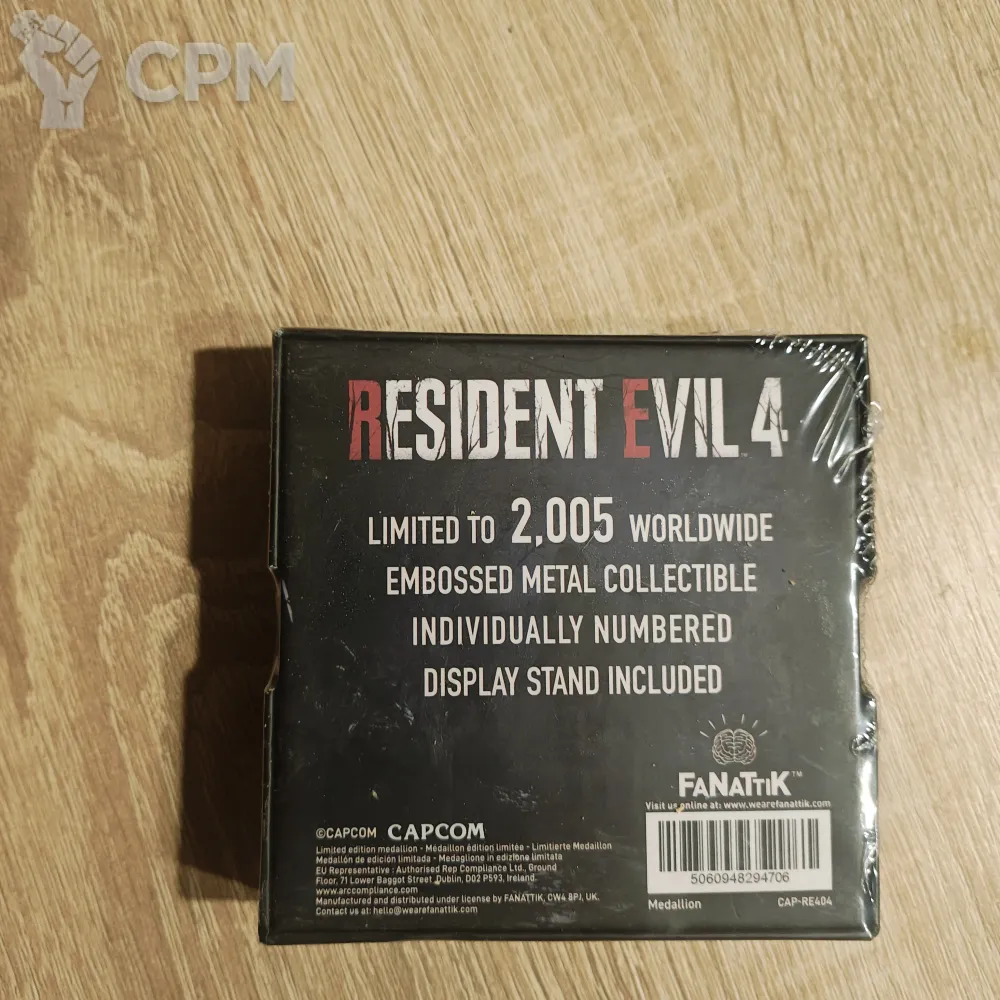 CPM
RESIDENT EVIL 4
LIMITED TO 2,005 WORLDWIDE
EMBOSSED METAL COLLECTIBLE
INDIVIDUALLY NUMBERED
DISPLAY STAND INCLUDED
FANATTIK™
Visit us online at: www.wearefanattik.com
©CAPCOM CAPCOM
Limited edition medallion - Médaillon édition limitée - Limitierte Medaillon
Medallón de edición limitada - Medaglione in edizione limitata
EU Representative : Authorised Rep Compliance Ltd., Ground
Floor, 71 Lower Baggot Street, Dublin, D02 P593, Ireland.
www.arccompliance.com
Manufactured and distributed under license by FANATTIK, CW4 8PJ, UK.
Contact us at: hello@wearefanattik.com
5060948294706
Medallion CAP-RE404